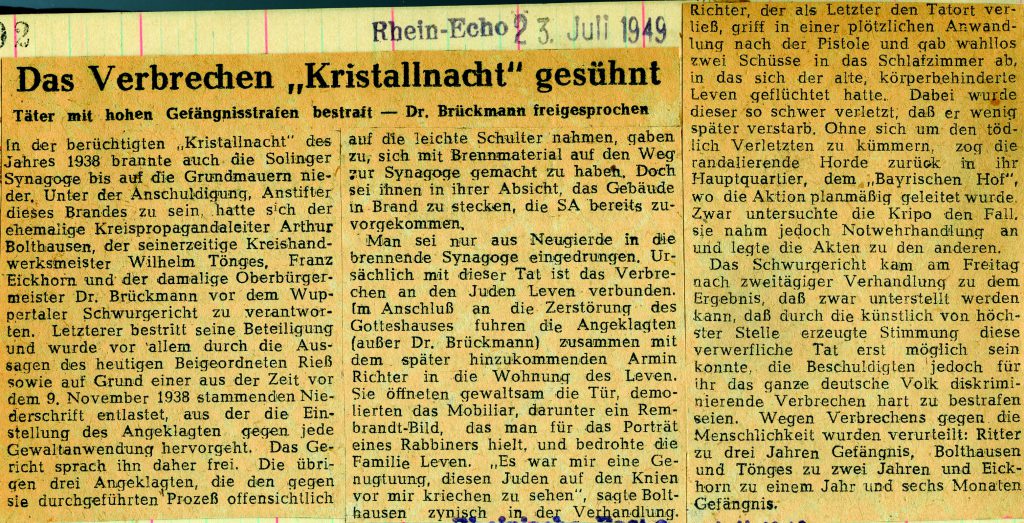 92
Rhein-Echo 23. Juli 1949
Das Verbrechen „Kristallnacht" gesühnt
Täter mit hohen Gefängnisstrafen bestraft — Dr. Brückmann freigesprochen
In der berüchtigten „Kristallnacht" des
Jahres 1938 brannte auch die Solinger
Synagoge bis auf die Grundmauern nie-
der. Unter der Anschuldigung, Anstifter
dieses Brandes zu sein, hatte sich der
ehemalige Kreispropagandaleiter Arthur
Bolthausen, der seinerzeitige Kreishand-
werksmeister Wilhelm Tönges, Franz
Eickhorn und der damalige Oberbürger-
meister Dr. Brückmann vor dem Wup-
pertaler Schwurgericht zu verantwor-
ten. Letzterer bestritt seine Beteiligung
und wurde vor allem durch die Aus-
sagen des heutigen Beigeordneten Rieß
sowie auf Grund einer aus der Zeit vor
dem 9. November 1938 stammenden Nie-
derschrift entlastet, aus der die Ein-
stellung des Angeklagten gegen jede
Gewaltanwendung hervorgeht. Das Ge-
richt sprach ihn daher frei. Die übri-
gen drei Angeklagten, die den gegen
sie durchgeführten Prozeß offensichtlich
auf die leichte Schulter nahmen, gaben
zu, sich mit Brennmaterial auf den Weg
zur Synagoge gemacht zu haben. Doch
sei ihnen in ihrer Absicht, das Gebäude
in Brand zu stecken, die SA bereits zu-
vorgekommen.
Man sei nur aus Neugierde in die
brennende Synagoge eingedrungen. Ur-
sächlich mit dieser Tat ist das Verbre-
chen an den Juden Leven verbunden.
Im Anschluß an die Zerstörung des
Gotteshauses fuhren die Angeklagten
(außer Dr. Brückmann) zusammen mit
dem später hinzukommenden Armin
Richter in die Wohnung des Leven.
Sie öffneten gewaltsam die Tür, demo-
lierten das Mobiliar, darunter ein Rem-
brandt-Bild, das man für das Porträt
eines Rabbiners hielt, und bedrohte die
Familie Leven. „Es war mir eine Ge-
nugtuung, diesen Juden auf den Knien
vor mir kriechen zu sehen", sagte Bolt-
hausen zynisch in der Verhandlung.
Richter, der als Letzter den Tatort ver-
ließ, griff in einer plötzlichen Anwand-
lung nach der Pistole und gab wahllos
zwei Schüsse in das Schlafzimmer ab,
in das sich der alte, körperbehinderte
Leven geflüchtet hatte. Dabei wurde
dieser so schwer verletzt, daß er wenig
später verstarb. Ohne sich um den töd-
lich Verletzten zu kümmern, zog die
randalierende Horde zurück in ihr
Hauptquartier, dem „Bayrischen Hof",
wo die Aktion planmäßig geleitet wurde.
Zwar untersuchte die Kripo den Fall,
sie nahm jedoch Notwehrhandlung an
und legte die Akten zu den anderen.
Das Schwurgericht kam am Freitag
nach zweitägiger Verhandlung zu dem
Ergebnis, daß zwar unterstellt werden
kann, daß durch die künstlich von höch-
ster Stelle erzeugte Stimmung diese
verwerfliche Tat erst möglich sein
konnte, die Beschuldigten jedoch für
ihr das ganze deutsche Volk diskrimi-
nierende Verbrechen hart zu bestrafen
seien. Wegen Verbrechens gegen die
Menschlichkeit wurden verurteilt: Ritter
zu drei Jahren Gefängnis, Bolthausen
und Tönges zu zwei Jahren und Eick-
horn zu einem Jahr und sechs Monaten
Gefängnis.